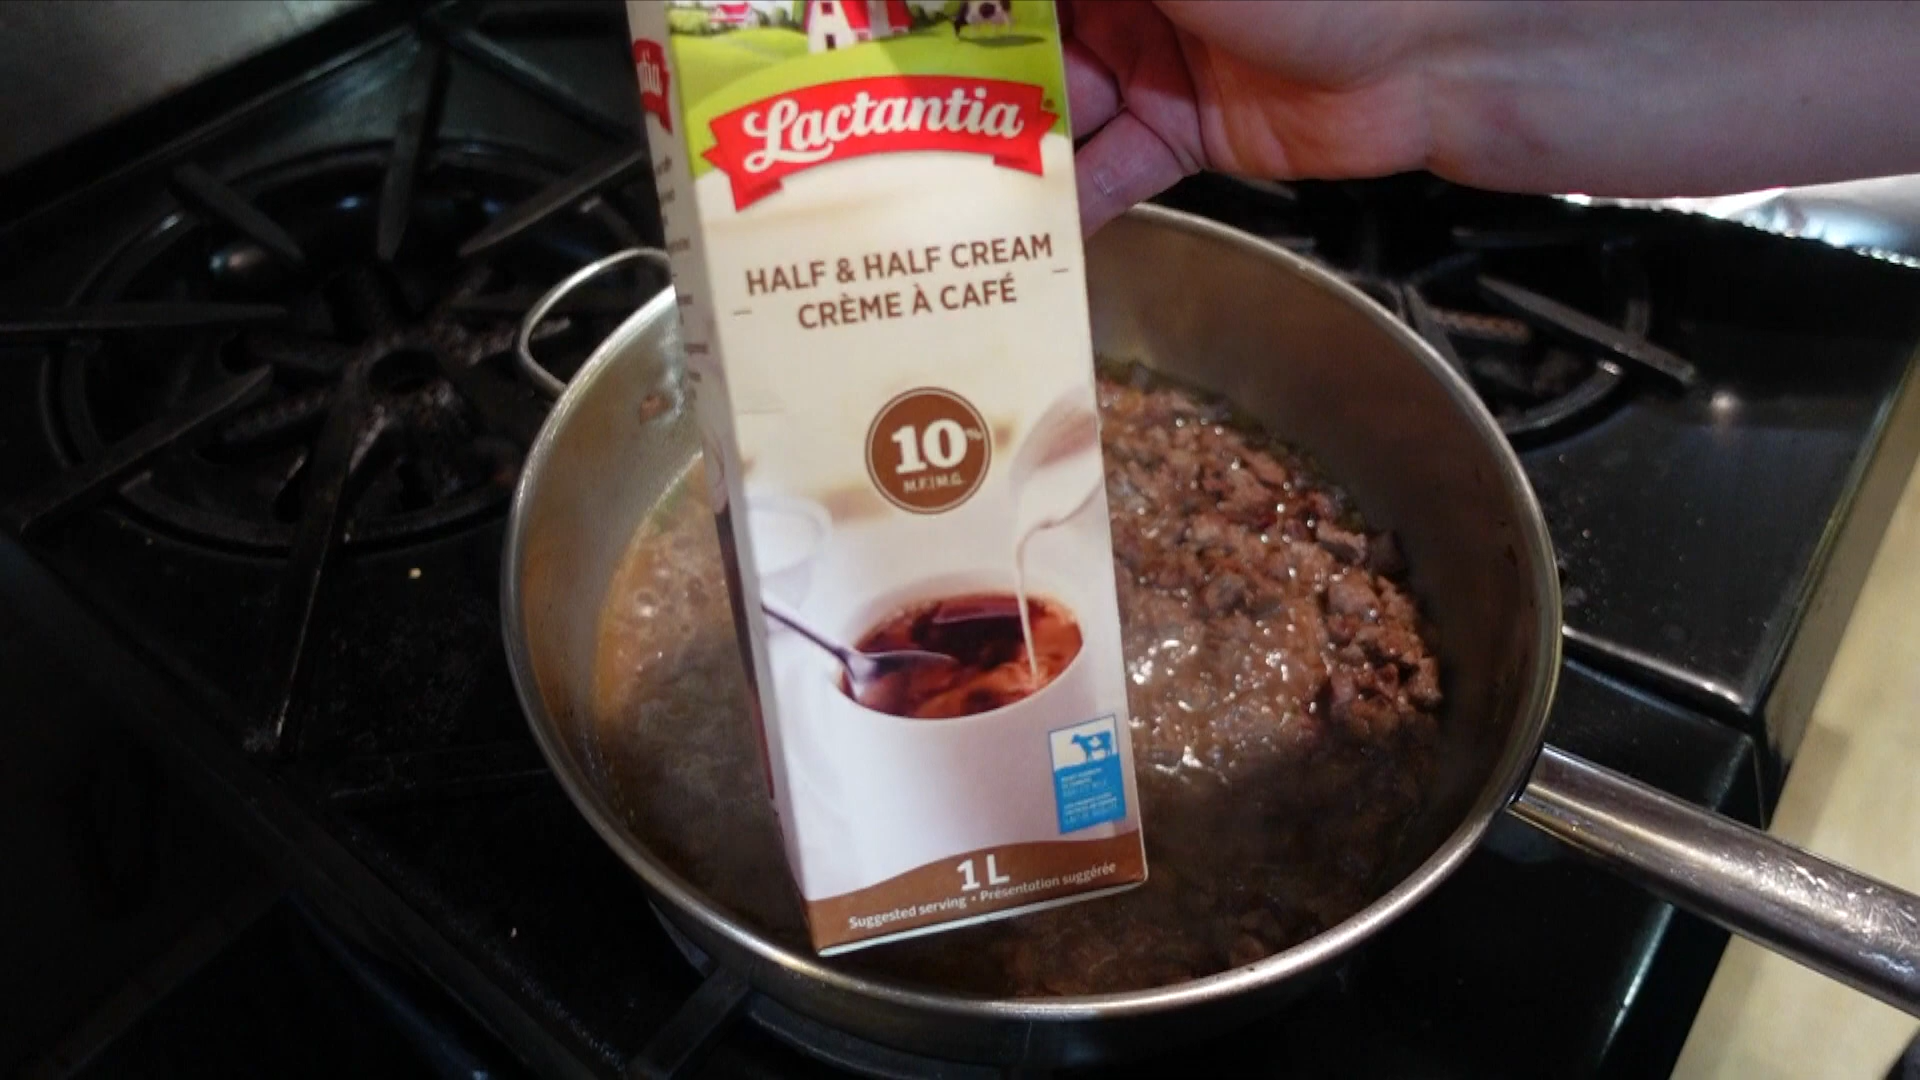 Lactantia
HALF & HALF CREAM
CRÈME À CAFÉ
10%
M.F. | M.G.
1 L
Suggested serving • Présentation suggérée